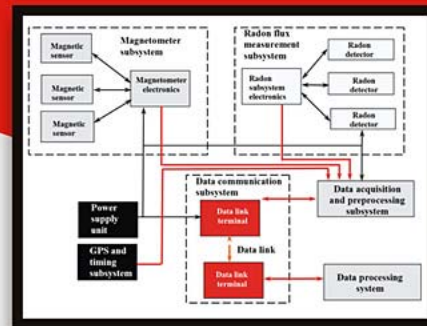 Magnetometer
subsystem
Magnetic
sensor
Magnetic
sensor
Magnetic
sensor
Magnetometer
electronics
Radon flux
measurement
subsystem
Radon
detector
Radon subsystem
electronics
Radon
detector
Radon
detector
Data communication
subsystem
Power
supply
unit
Data link
terminal
Data acquisition
and preprocessing
subsystem
GPS and
timing subsystem
Data link
Data link
terminal
Data processing
system